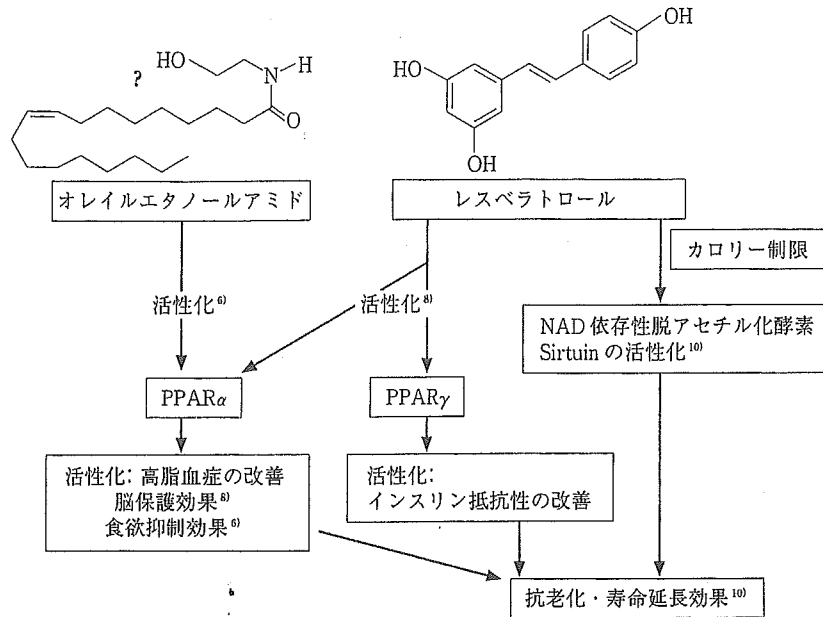 OH
HO
N
H
?
O
HO
OH
オレイルエタノールアミド
レスベラトロール
カロリー制限
活性化⁶⁾
活性化⁸⁾
NAD 依存性脱アセチル化酵素
Sirtuin の活性化¹⁰⁾
PPARα
PPARγ
活性化: 高脂血症の改善
脳保護効果⁸⁾
食欲抑制効果⁶⁾
活性化:
インスリン抵抗性の改善
抗老化・寿命延長効果¹⁰⁾